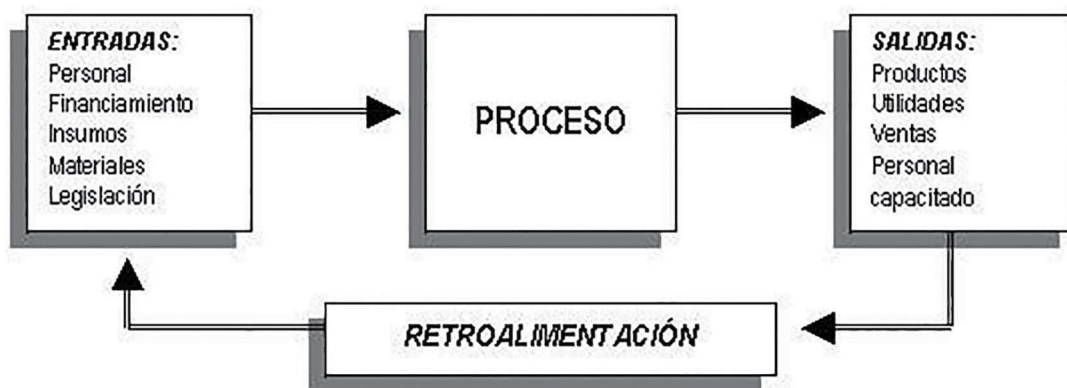 ENTRADAS:
Personal
Financiamiento
Insumos
Materiales
Legislación
PROCESO
SALIDAS:
Productos
Utilidades
Ventas
Personal
capacitado
RETROALIMENTACIÓN